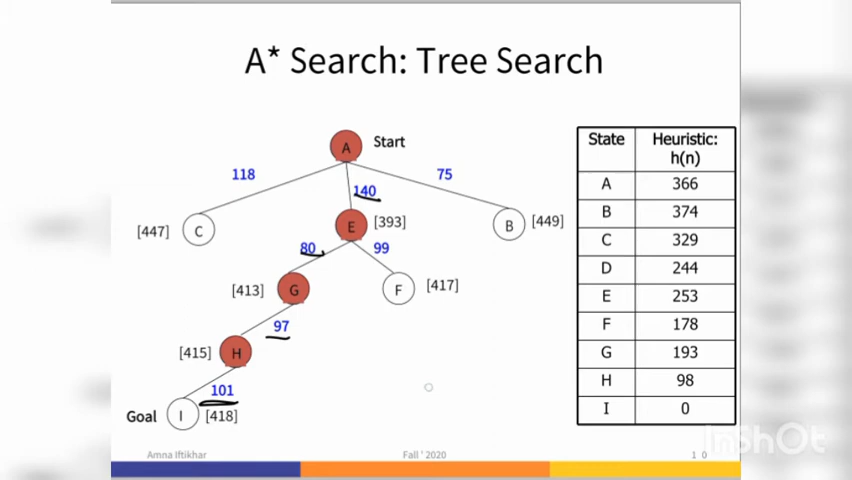 A* Search: Tree Search
A Start
118
140
75
[447] C
E [393]
B [449]
80
99
[413] G
F [417]
97
[415] H
101
Goal I [418]
State Heuristic: h(n)
A 366
B 374
C 329
D 244
E 253
F 178
G 193
H 98
I 0
Amna Iftikhar Fall ' 2020 1 0
InShOt